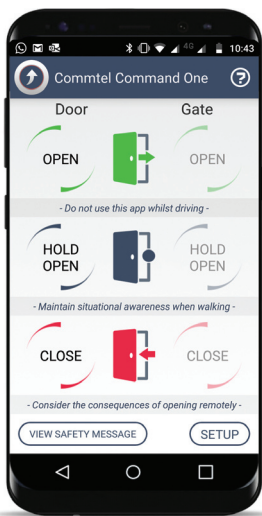 4G 10:43
Commtel Command One ?
Door Gate
OPEN OPEN
- Do not use this app whilst driving -
HOLD OPEN HOLD OPEN
- Maintain situational awareness when walking -
CLOSE CLOSE
- Consider the consequences of opening remotely -
VIEW SAFETY MESSAGE SETUP